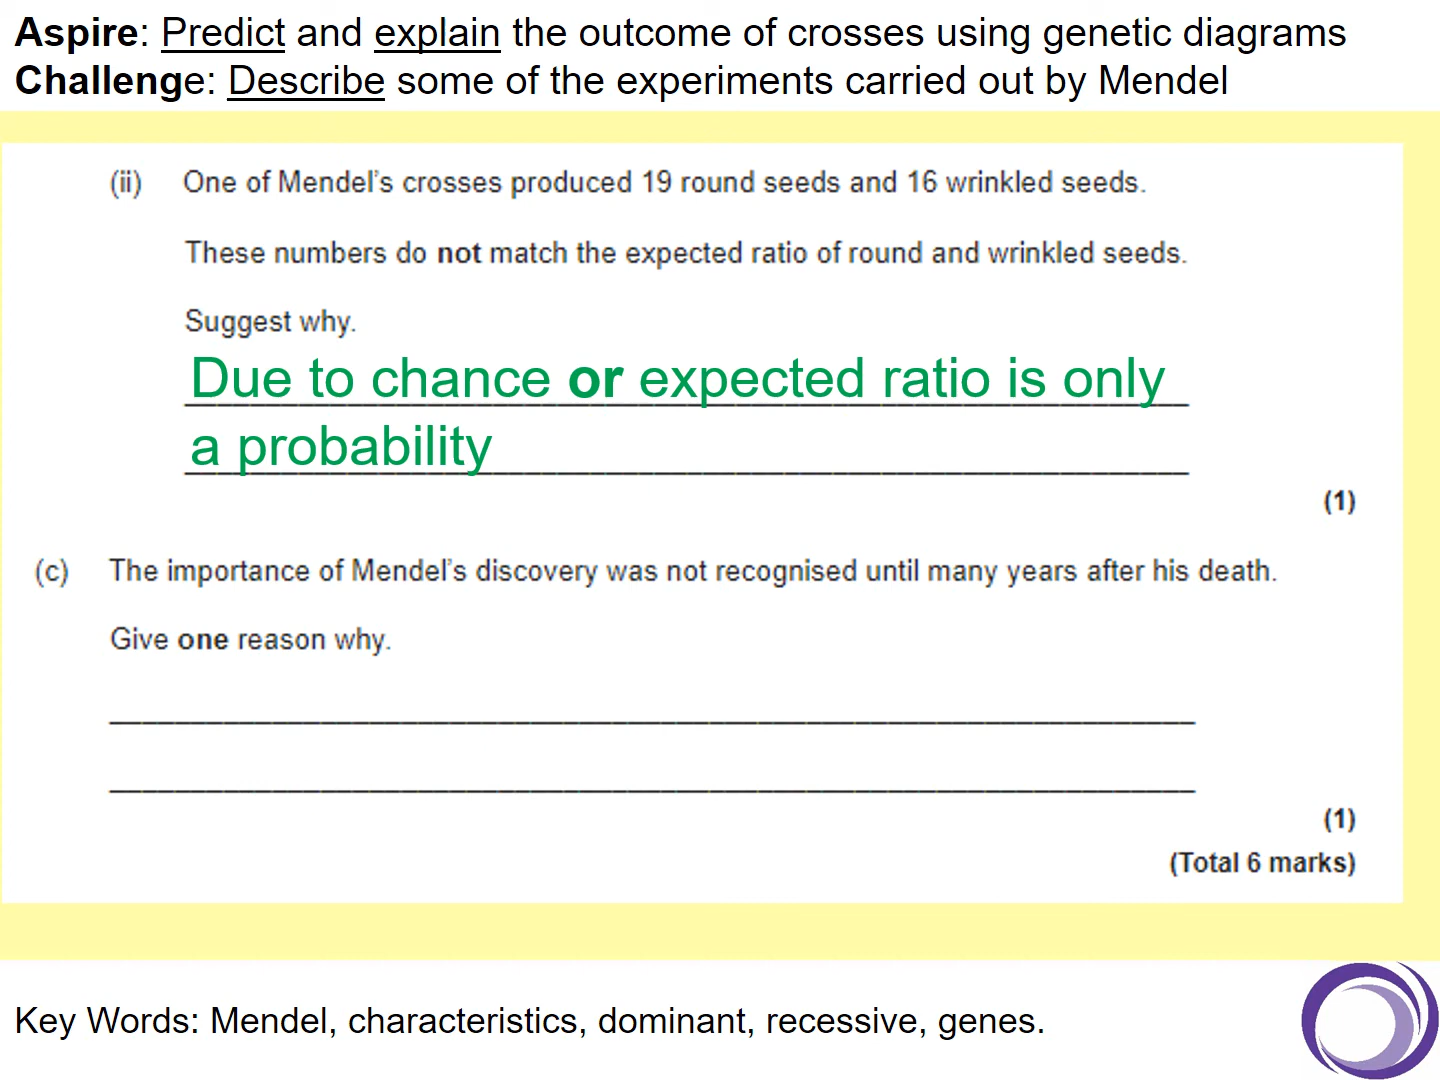 Aspire: Predict and explain the outcome of crosses using genetic diagrams
Challenge: Describe some of the experiments carried out by Mendel
(ii) One of Mendel's crosses produced 19 round seeds and 16 wrinkled seeds.
These numbers do not match the expected ratio of round and wrinkled seeds.
Suggest why.
Due to chance or expected ratio is only
a probability
(1)
(c) The importance of Mendel's discovery was not recognised until many years after his death.
Give one reason why.
(1)
(Total 6 marks)
Key Words: Mendel, characteristics, dominant, recessive, genes.